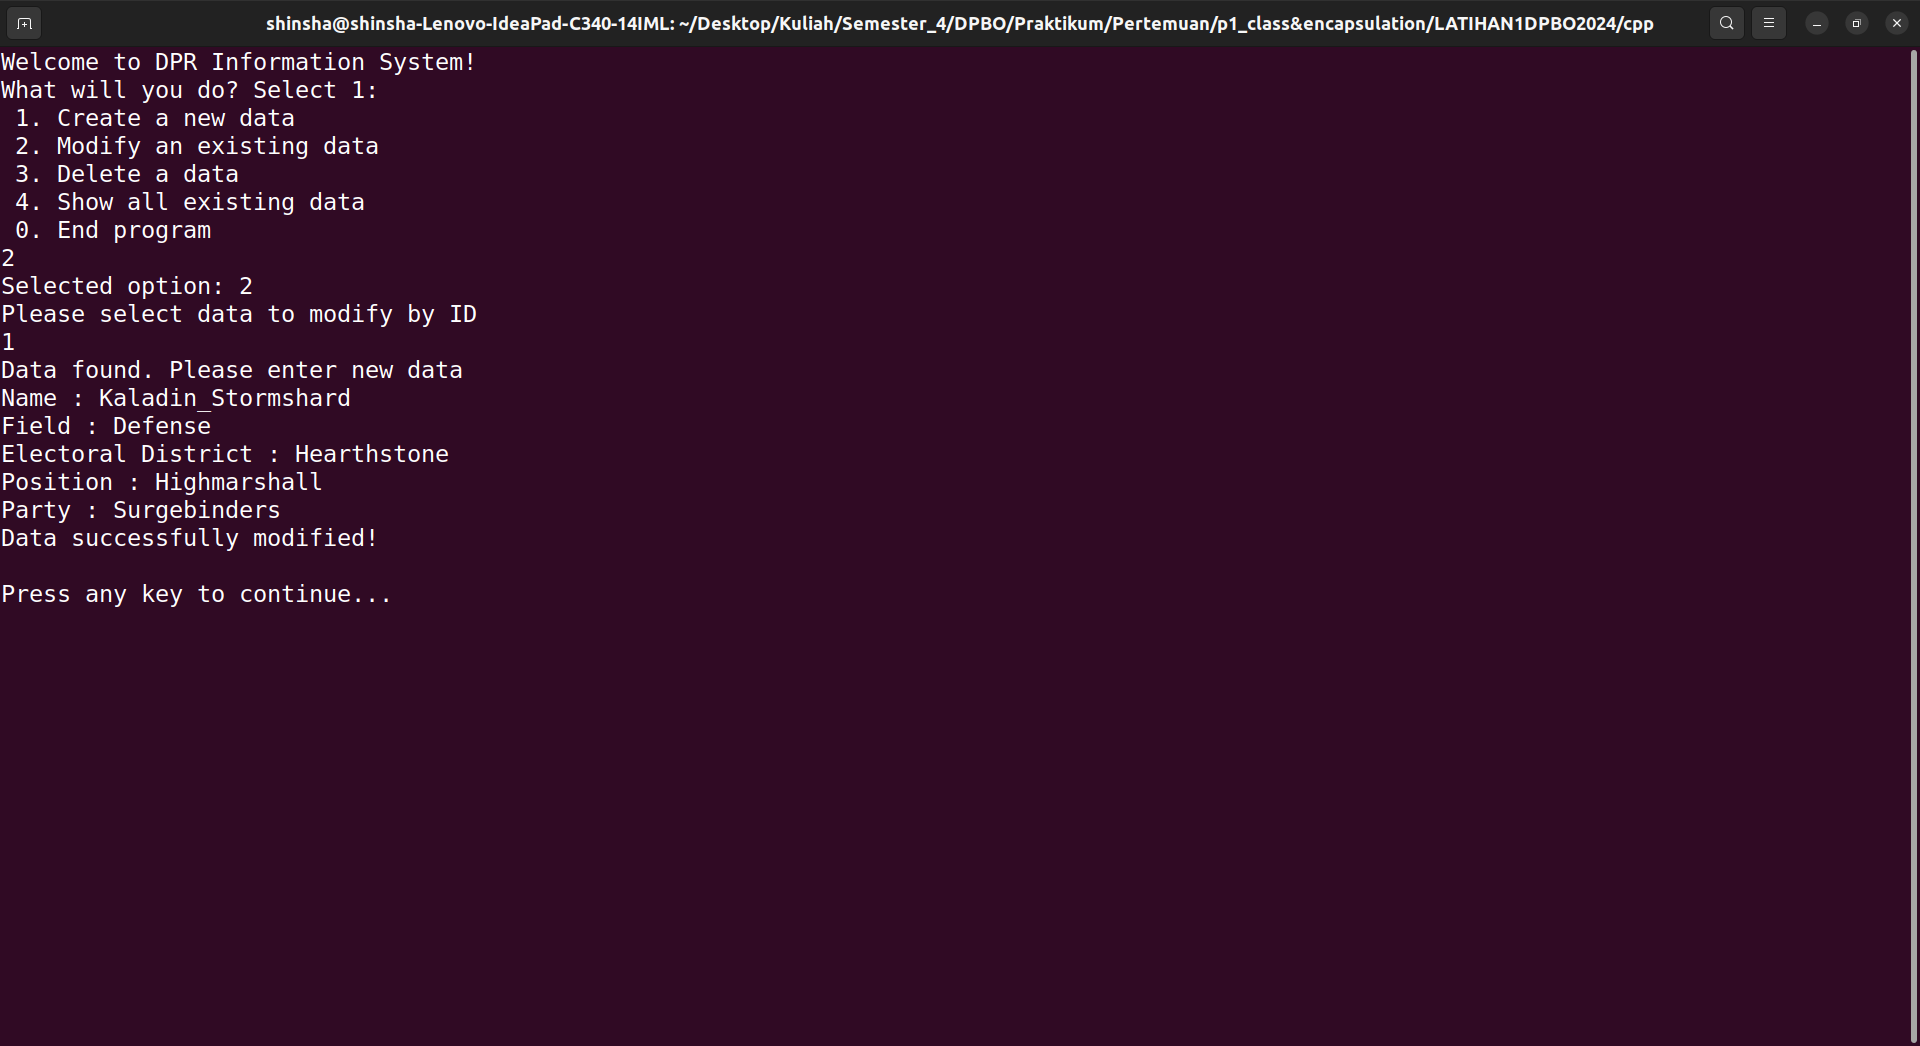 shinsha@shinsha-Lenovo-IdeaPad-C340-14IML: ~/Desktop/Kuliah/Semester_4/DPBO/Praktikum/Pertemuan/p1_class&encapsulation/LATIHAN1DPBO2024/cpp
Welcome to DPR Information System!
What will you do? Select 1:
 1. Create a new data
 2. Modify an existing data
 3. Delete a data
 4. Show all existing data
 0. End program
2
Selected option: 2
Please select data to modify by ID
1
Data found. Please enter new data
Name : Kaladin_Stormshard
Field : Defense
Electoral District : Hearthstone
Position : Highmarshall
Party : Surgebinders
Data successfully modified!

Press any key to continue...